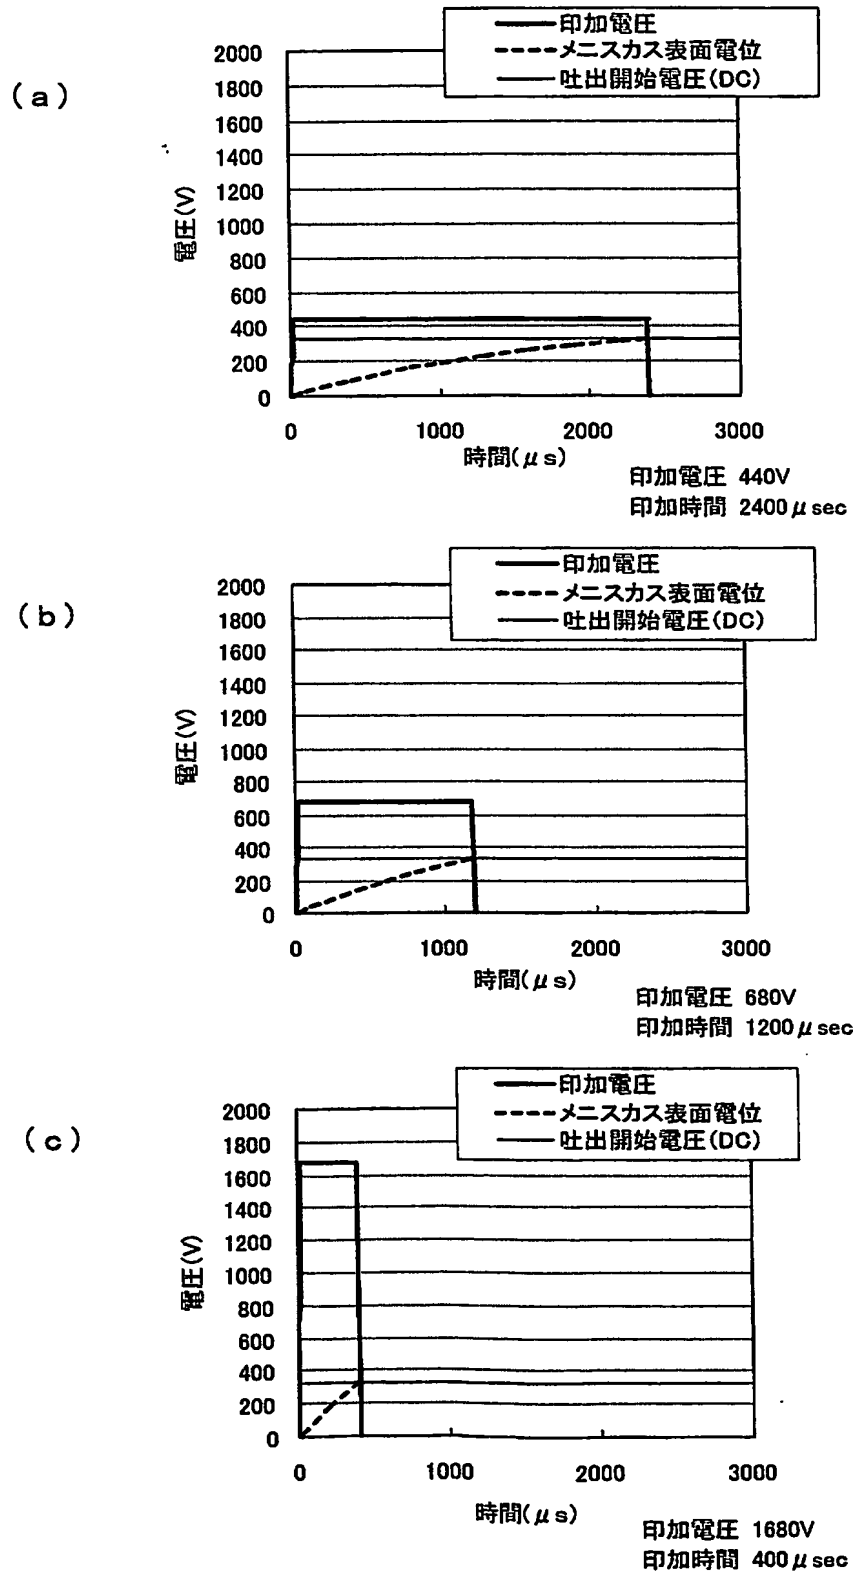 (a)
印加電圧
メニスカス表面電位
吐出開始電圧(DC)
2000
1800
1600
1400
1200
1000
800
600
400
200
0
電圧(V)
0 1000 2000 3000
時間(μs)
印加電圧 440V
印加時間 2400μsec
(b)
印加電圧
メニスカス表面電位
吐出開始電圧(DC)
2000
1800
1600
1400
1200
1000
800
600
400
200
0
電圧(V)
0 1000 2000 3000
時間(μs)
印加電圧 680V
印加時間 1200μsec
(c)
印加電圧
メニスカス表面電位
吐出開始電圧(DC)
2000
1800
1600
1400
1200
1000
800
600
400
200
0
電圧(V)
0 1000 2000 3000
時間(μs)
印加電圧 1680V
印加時間 400μsec